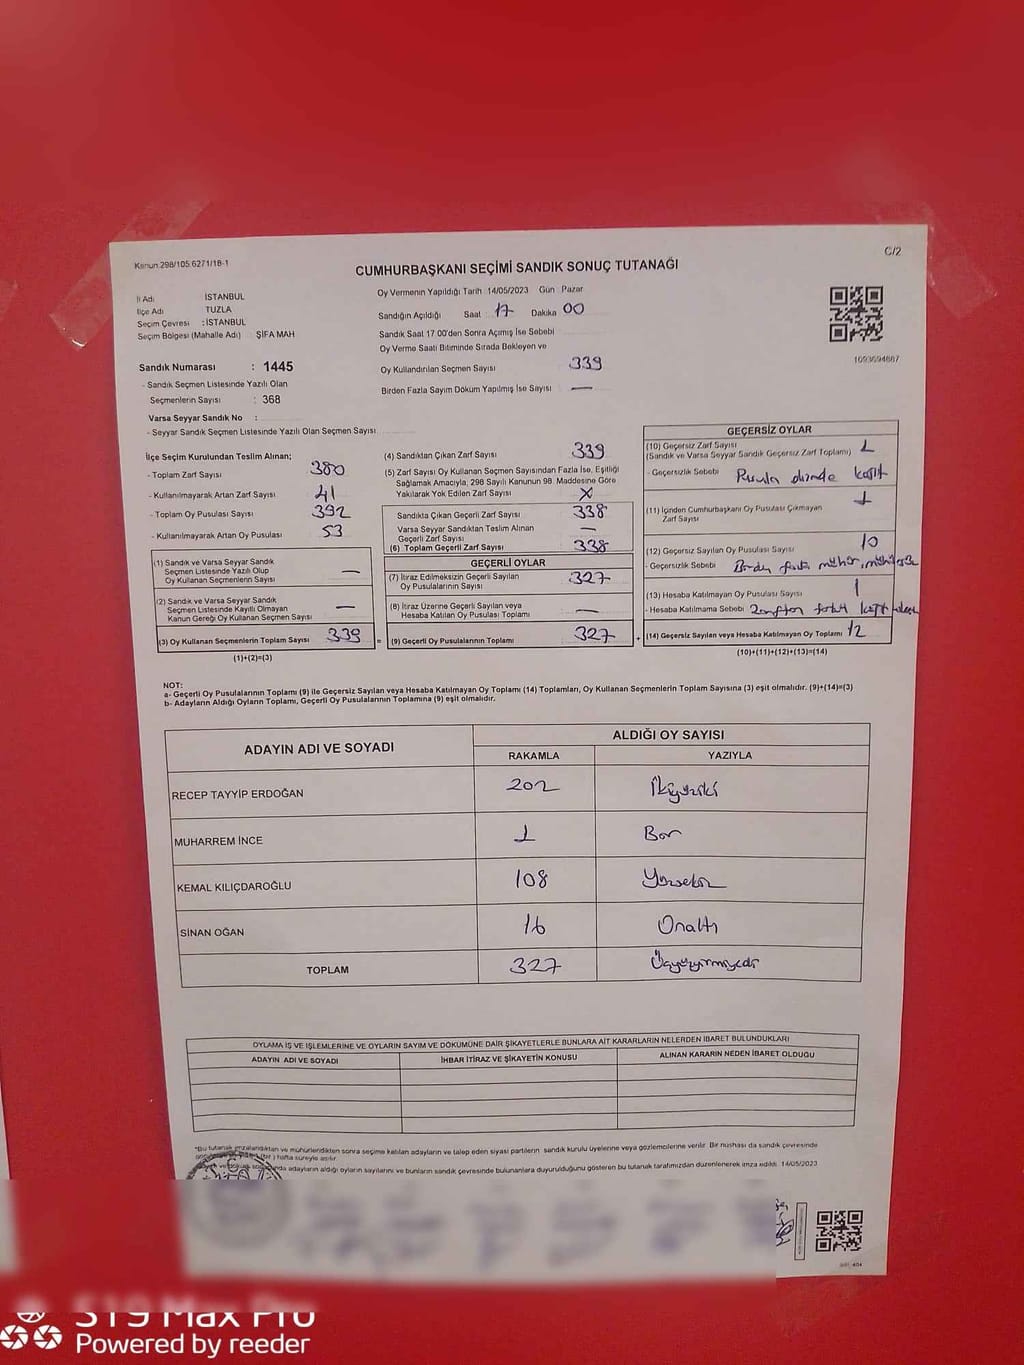 Kanun:298/105.6271/18-1
C/2
CUMHURBAŞKANI SEÇİMİ SANDIK SONUÇ TUTANAĞI
İl Adı İSTANBUL
İlçe Adı TUZLA
Seçim Çevresi : İSTANBUL
Seçim Bölgesi (Mahalle Adı) ŞİFA MAH
Sandık Numarası : 1445
- Sandık Seçmen Listesinde Yazılı Olan
Seçmenlerin Sayısı : 368
Varsa Seyyar Sandık No :
- Seyyar Sandık Seçmen Listesinde Yazılı Olan Seçmen Sayısı
Oy Vermenin Yapıldığı Tarih 14/05/2023 Gün Pazar
Sandığın Açıldığı Saat 17 Dakika 00
Sandık Saat 17.00'den Sonra Açılmış İse Sebebi
Oy Verme Saati Bitiminde Sırada Bekleyen ve
Oy Kullandırılan Seçmen Sayısı 339
Birden Fazla Sayım Döküm Yapılmış İse Sayısı —
1093694687
İlçe Seçim Kurulundan Teslim Alınan;
- Toplam Zarf Sayısı 380
- Kullanılmayarak Artan Zarf Sayısı 41
- Toplam Oy Pusulası Sayısı 392
- Kullanılmayarak Artan Oy Pusulası 53
(1) Sandık ve Varsa Seyyar Sandık
Seçmen Listesinde Yazılı Olup
Oy Kullanan Seçmenlerin Sayısı —
(2) Sandık ve Varsa Seyyar Sandık
Seçmen Listesinde Kayıtlı Olmayan
Kanun Gereği Oy Kullanan Seçmen Sayısı —
(3) Oy Kullanan Seçmenlerin Toplam Sayısı 339 =
(1)+(2)=(3)
(4) Sandıktan Çıkan Zarf Sayısı 339
(5) Zarf Sayısı Oy Kullanan Seçmen Sayısından Fazla İse, Eşitliği
Sağlamak Amacıyla, 298 Sayılı Kanunun 98 Maddesine Göre
Yakılarak Yok Edilen Zarf Sayısı X
Sandıkta Çıkan Geçerli Zarf Sayısı 338
Varsa Seyyar Sandıktan Teslim Alınan
Geçerli Zarf Sayısı —
(6) Toplam Geçerli Zarf Sayısı 338
GEÇERLİ OYLAR
(7) İtiraz Edilmeksizin Geçerli Sayılan
Oy Pusulalarının Sayısı 327
(8) İtiraz Üzerine Geçerli Sayılan veya
Hesaba Katılan Oy Pusulası Toplamı —
(9) Geçerli Oy Pusulalarının Toplamı 327 +
GEÇERSİZ OYLAR
(10) Geçersiz Zarf Sayısı
(Sandık ve Varsa Seyyar Sandık Geçersiz Zarf Toplamı) 1
- Geçersizlik Sebebi Pusula dizinde kağıt
(11) İçinden Cumhurbaşkanı Oy Pusulası Çıkmayan
Zarf Sayısı 1
(12) Geçersiz Sayılan Oy Pusulası Sayısı 10
- Geçersizlik Sebebi Birden fazla mühür,
(13) Hesaba Katılmayan Oy Pusulası Sayısı 1
- Hesaba Katılmama Sebebi
(14) Geçersiz Sayılan veya Hesaba Katılmayan Oy Toplamı 12
(10)+(11)+(12)+(13)=(14)
NOT:
a- Geçerli Oy Pusulalarının Toplamı (9) ile Geçersiz Sayılan veya Hesaba Katılmayan Oy Toplamı (14) Toplamları, Oy Kullanan Seçmenlerin Toplam Sayısına (3) eşit olmalıdır. (9)+(14)=(3)
b- Adayların Aldığı Oyların Toplamı, Geçerli Oy Pusulalarının Toplamına (9) eşit olmalıdır.
ADAYIN ADI VE SOYADI
ALDIĞI OY SAYISI
RAKAMLA YAZIYLA
RECEP TAYYİP ERDOĞAN 202 İkiyüziki
MUHARREM İNCE 1 Bir
KEMAL KILIÇDAROĞLU 108 Yüzsekiz
SİNAN OĞAN 16 Onaltı
TOPLAM 327 Üçyüzyirmiyedi
OYLAMA İŞ VE İŞLEMLERİNE VE OYLARIN SAYIM VE DÖKÜMÜNE DAİR ŞİKAYETLERLE BUNLARA AİT KARARLARIN NELERDEN İBARET BULUNDUKLARI
ADAYIN ADI VE SOYADI İHBAR İTİRAZ VE ŞİKAYETİN KONUSU ALINAN KARARIN NEDEN İBARET OLDUĞU
*Bu tutanak imzalandıktan ve mühürlendikten sonra seçime katılan adayların ve talep eden siyasi partilerin sandık kurulu üyelerine veya gözlemcilerine verilir. Bir nüshası da sandık çevresinde
hafta süreyle asılır.
adayların aldığı oyların sayılarını ve bunların sandık çevresinde bulunanlara duyurulduğunu gösteren bu tutanak tarafımızdan düzenlenerek imza edildi. 14/05/2023
S19 Max Pro
Powered by reeder